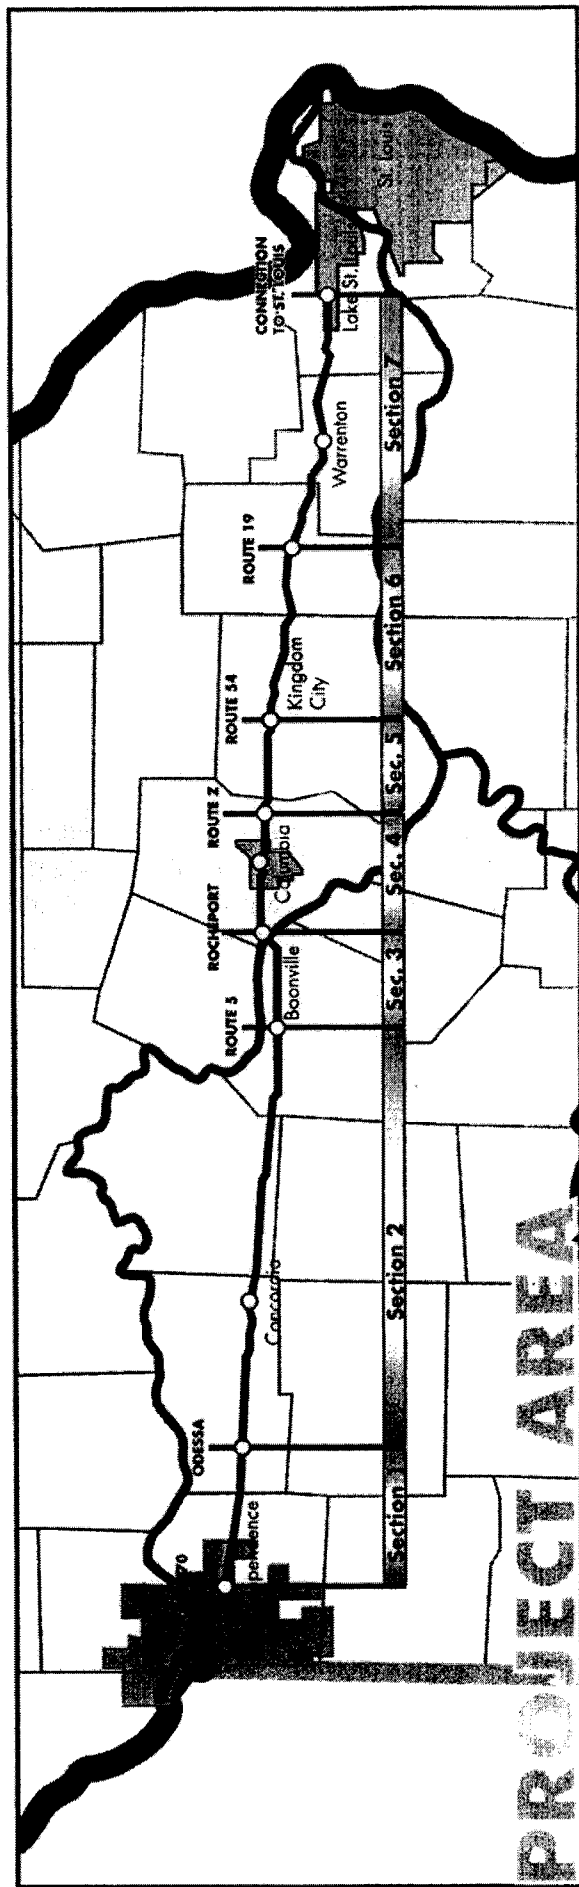 PROJECT AREA
70
pendence
ODESSA
Concordia
ROUTE 5
Boonville
ROCHEPORT
Columbia
ROUTE Z
ROUTE 54
Kingdom
City
ROUTE 19
Warrenton
CONNECTION
TO ST. LOUIS
Lake St. Louis
St. Louis
Section 1
Section 2
Sec. 3
Sec. 4
Sec. 5
Section 6
Section 7